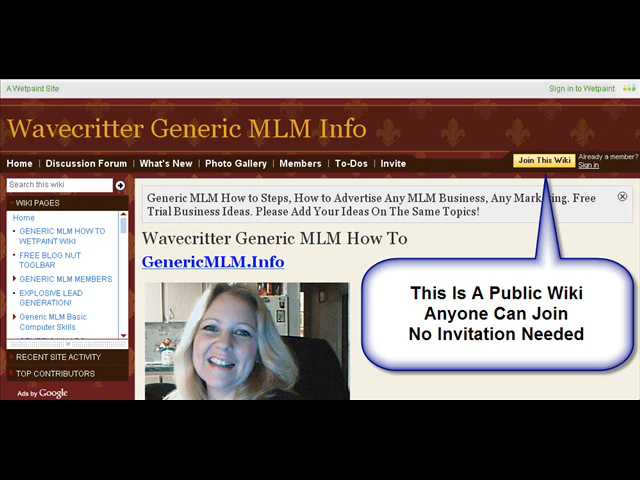 A Wetpaint Site
Sign in to Wetpaint
Wavecritter Generic MLM Info
Home
Discussion Forum
What's New
Photo Gallery
Members
To-Dos
Invite
Join This Wiki
Already a member?
Sign in
Search this wiki
WIKI PAGES
Home
GENERIC MLM HOW TO
WETPAINT WIKI
FREE BLOG NUT
TOOLBAR
GENERIC MLM MEMBERS
EXPLOSIVE LEAD
GENERATION!
Generic MLM Basic
Computer Skills
RECENT SITE ACTIVITY
TOP CONTRIBUTORS
Ads by Google
Generic MLM How to Steps, How to Advertise Any MLM Business, Any Marketing. Free
Trial Business Ideas. Please Add Your Ideas On The Same Topics!
Wavecritter Generic MLM How To
GenericMLM.Info
This Is A Public Wiki
Anyone Can Join
No Invitation Needed